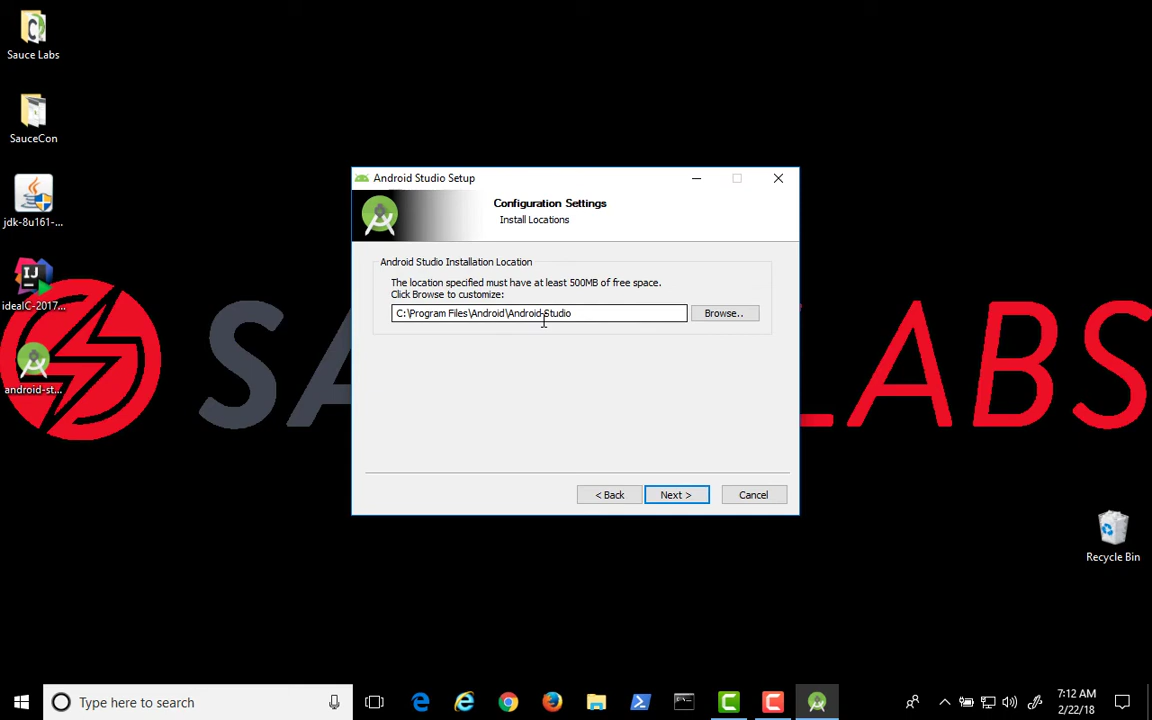 Sauce Labs
SauceCon
jdk-8u161-...
IJ
idealC-2017...
android-st...
SA
LABS
Android Studio Setup
Configuration Settings
Install Locations
Android Studio Installation Location
The location specified must have at least 500MB of free space.
Click Browse to customize:
C:\Program Files\Android\Android Studio
Browse..
< Back
Next >
Cancel
Recycle Bin
Type here to search
7:12 AM
2/22/18